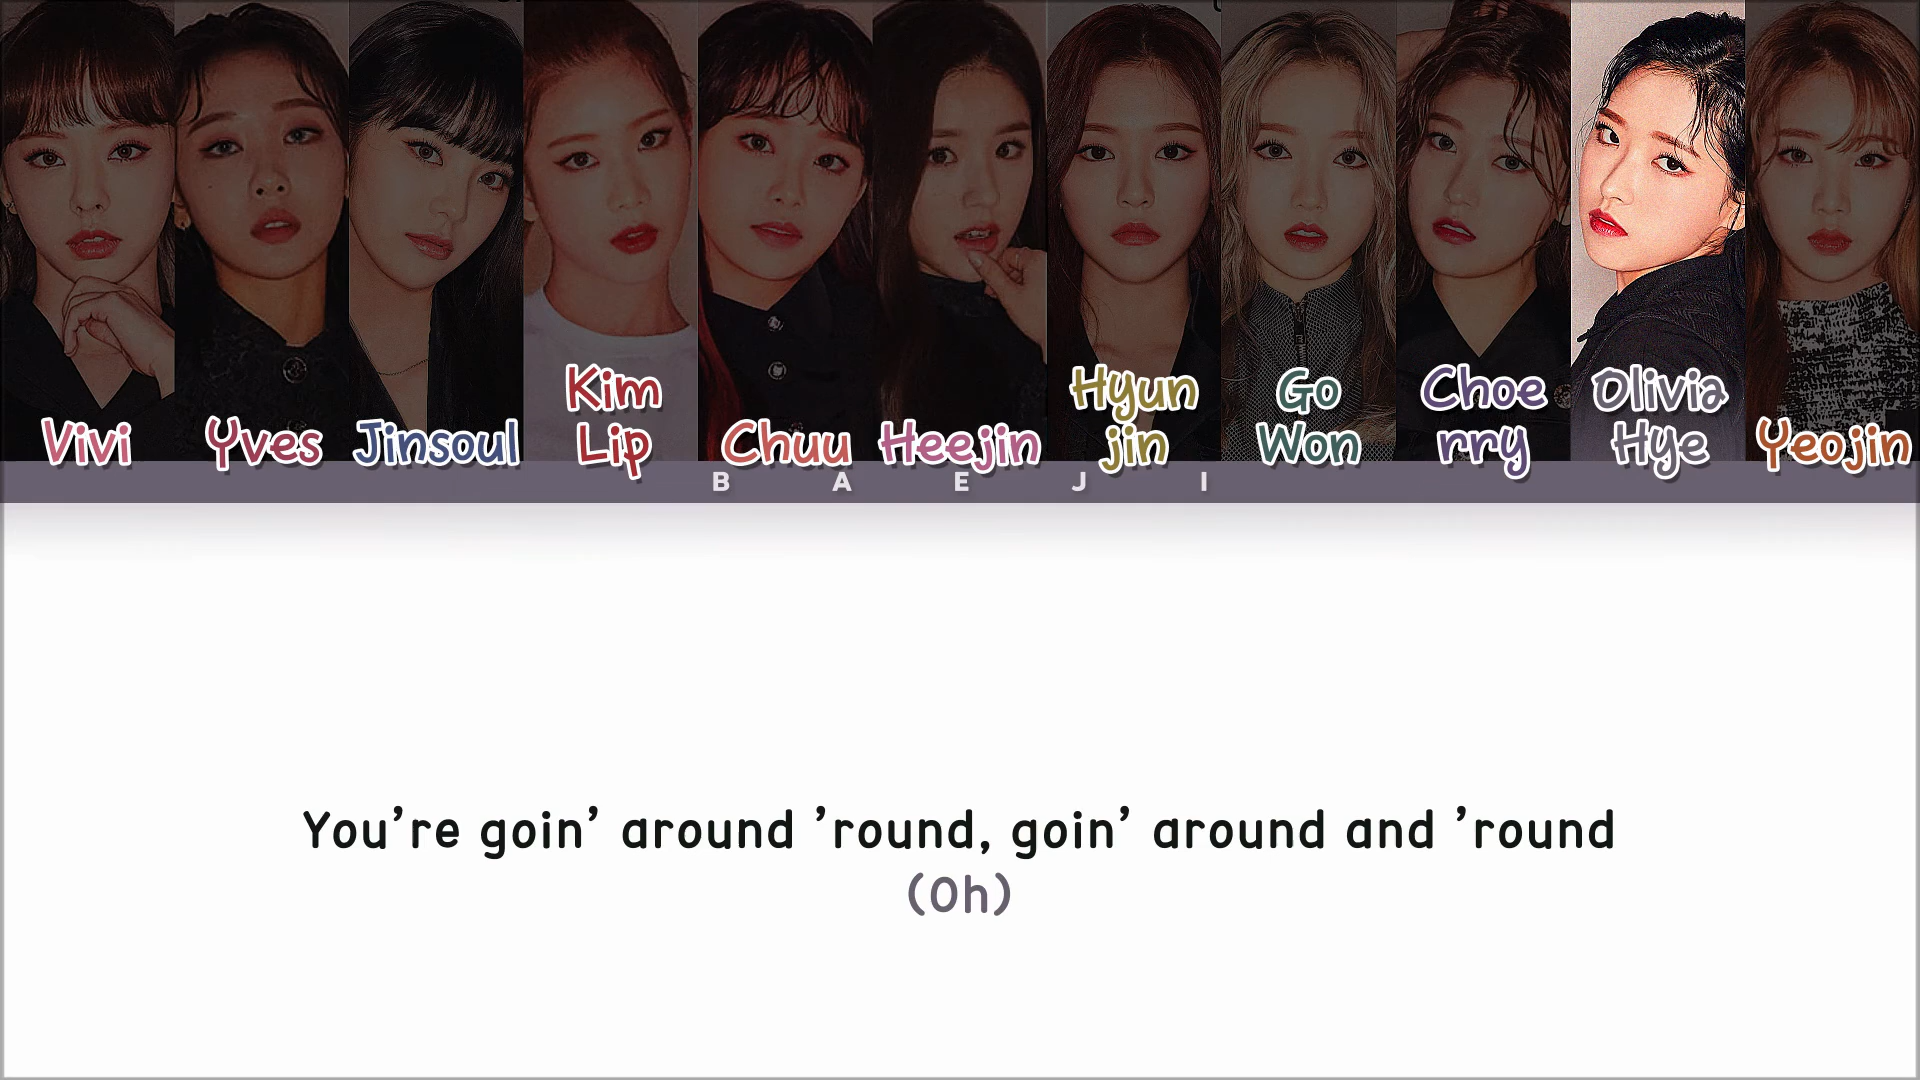 Vivi
Yves
Jinsoul
Kim
Lip
Chuu
Heejin
Hyun
jin
Go
Won
Choe
rry
Olivia
Hye
Yeojin
B A E J I
You’re goin’ around ’round, goin’ around and ’round
(Oh)